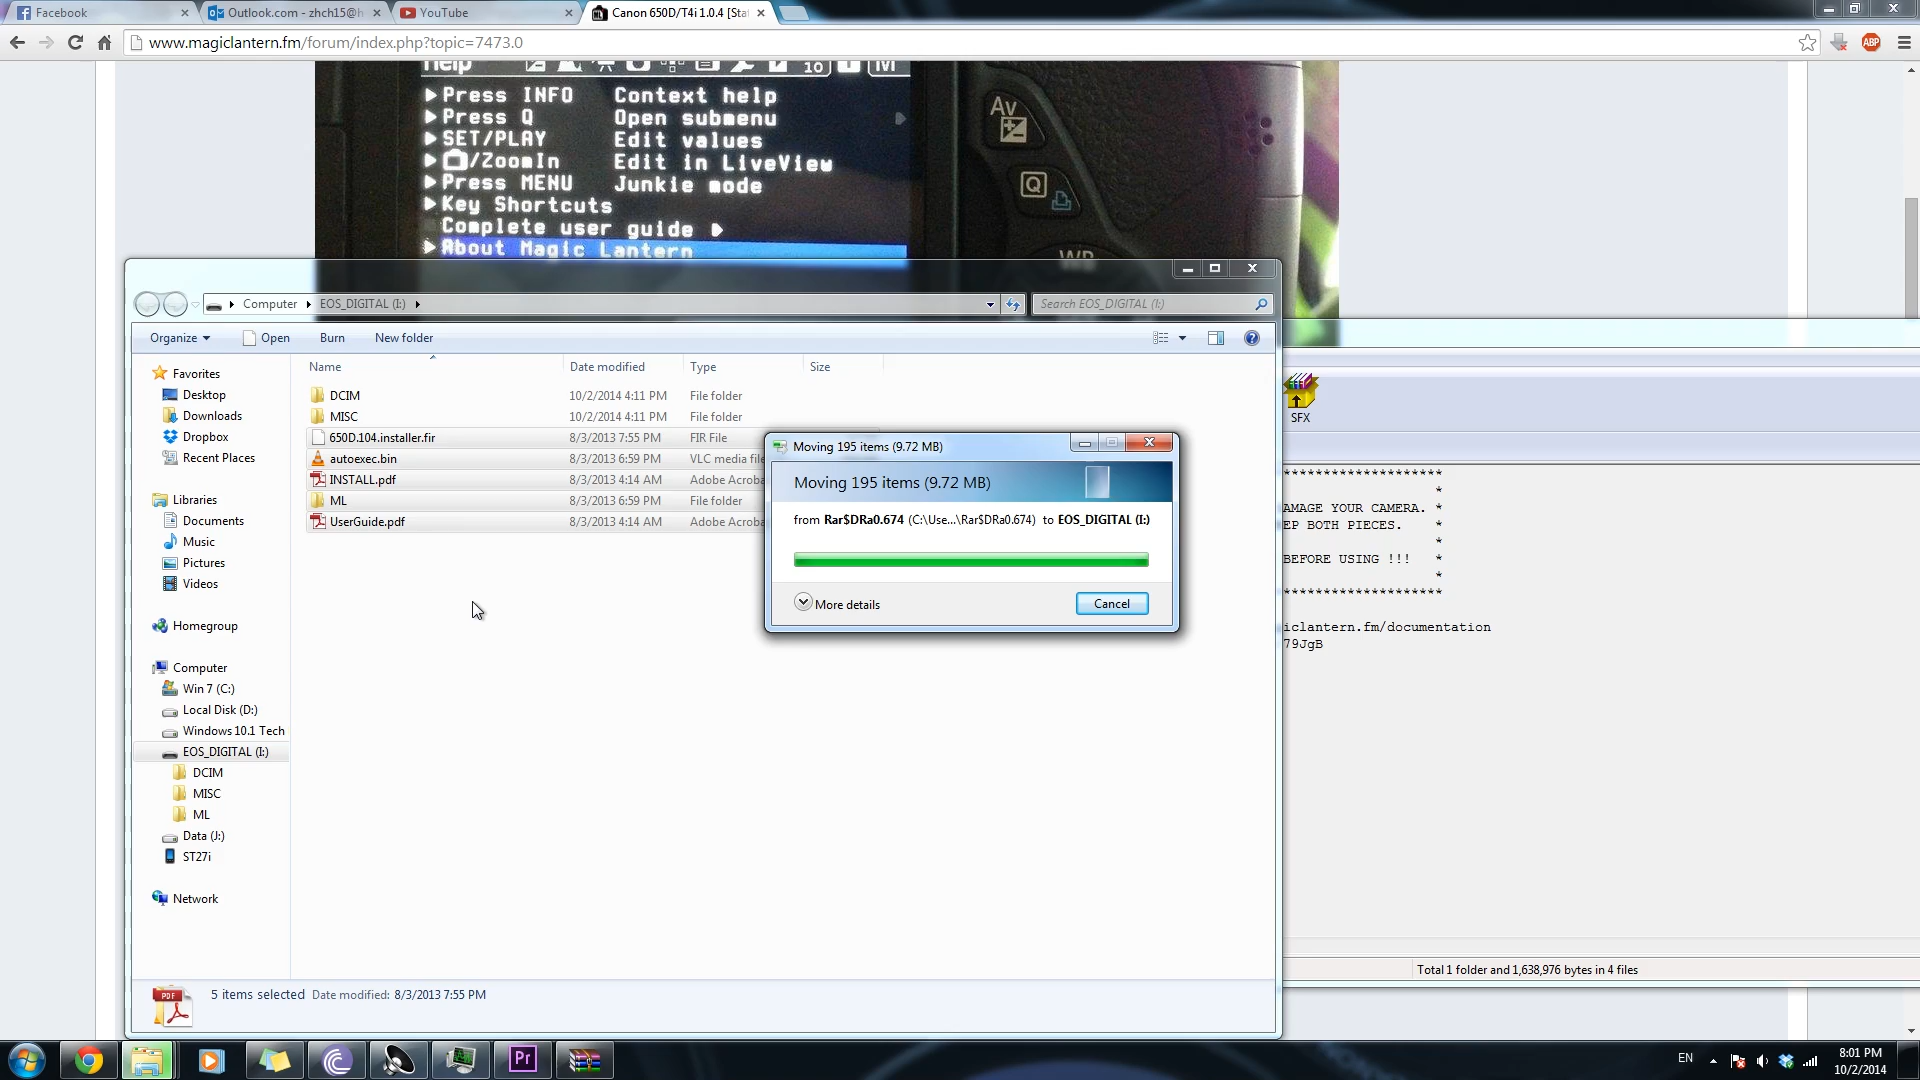 Facebook
Outlook.com - zhch15@h
YouTube
Canon 650D/T4i 1.0.4 [Sta
www.magiclantern.fm/forum/index.php?topic=7473.0
ABP
Help
Press INFO Context help
Press Q Open submenu
SET/PLAY Edit values
/ZoomIn Edit in LiveView
Press MENU Junkie mode
Key Shortcuts
Complete user guide
About Magic Lantern
Av
Q
WB
Computer EOS_DIGITAL (I:)
Search EOS_DIGITAL (I:)
Organize Open Burn New folder
Name Date modified Type Size
DCIM 10/2/2014 4:11 PM File folder
MISC 10/2/2014 4:11 PM File folder
650D.104.installer.fir 8/3/2013 7:55 PM FIR File
autoexec.bin 8/3/2013 6:59 PM VLC media file
INSTALL.pdf 8/3/2013 4:14 AM Adobe Acroba
ML 8/3/2013 6:59 PM File folder
UserGuide.pdf 8/3/2013 4:14 AM Adobe Acroba
Favorites
Desktop
Downloads
Dropbox
Recent Places
Libraries
Documents
Music
Pictures
Videos
Homegroup
Computer
Win 7 (C:)
Local Disk (D:)
Windows 10.1 Tech
EOS_DIGITAL (I:)
DCIM
MISC
ML
Data (J:)
ST27i
Network
5 items selected Date modified: 8/3/2013 7:55 PM
PDF
Moving 195 items (9.72 MB)
Moving 195 items (9.72 MB)
from Rar$DRa0.674 (C:\Use...\Rar$DRa0.674) to EOS_DIGITAL (I:)
More details
Cancel
SFX
********************
*
AMAGE YOUR CAMERA. *
EP BOTH PIECES. *
*
BEFORE USING !!! *
*
********************
iclantern.fm/documentation
79JgB
Total 1 folder and 1,638,976 bytes in 4 files
Pr
EN
8:01 PM
10/2/2014